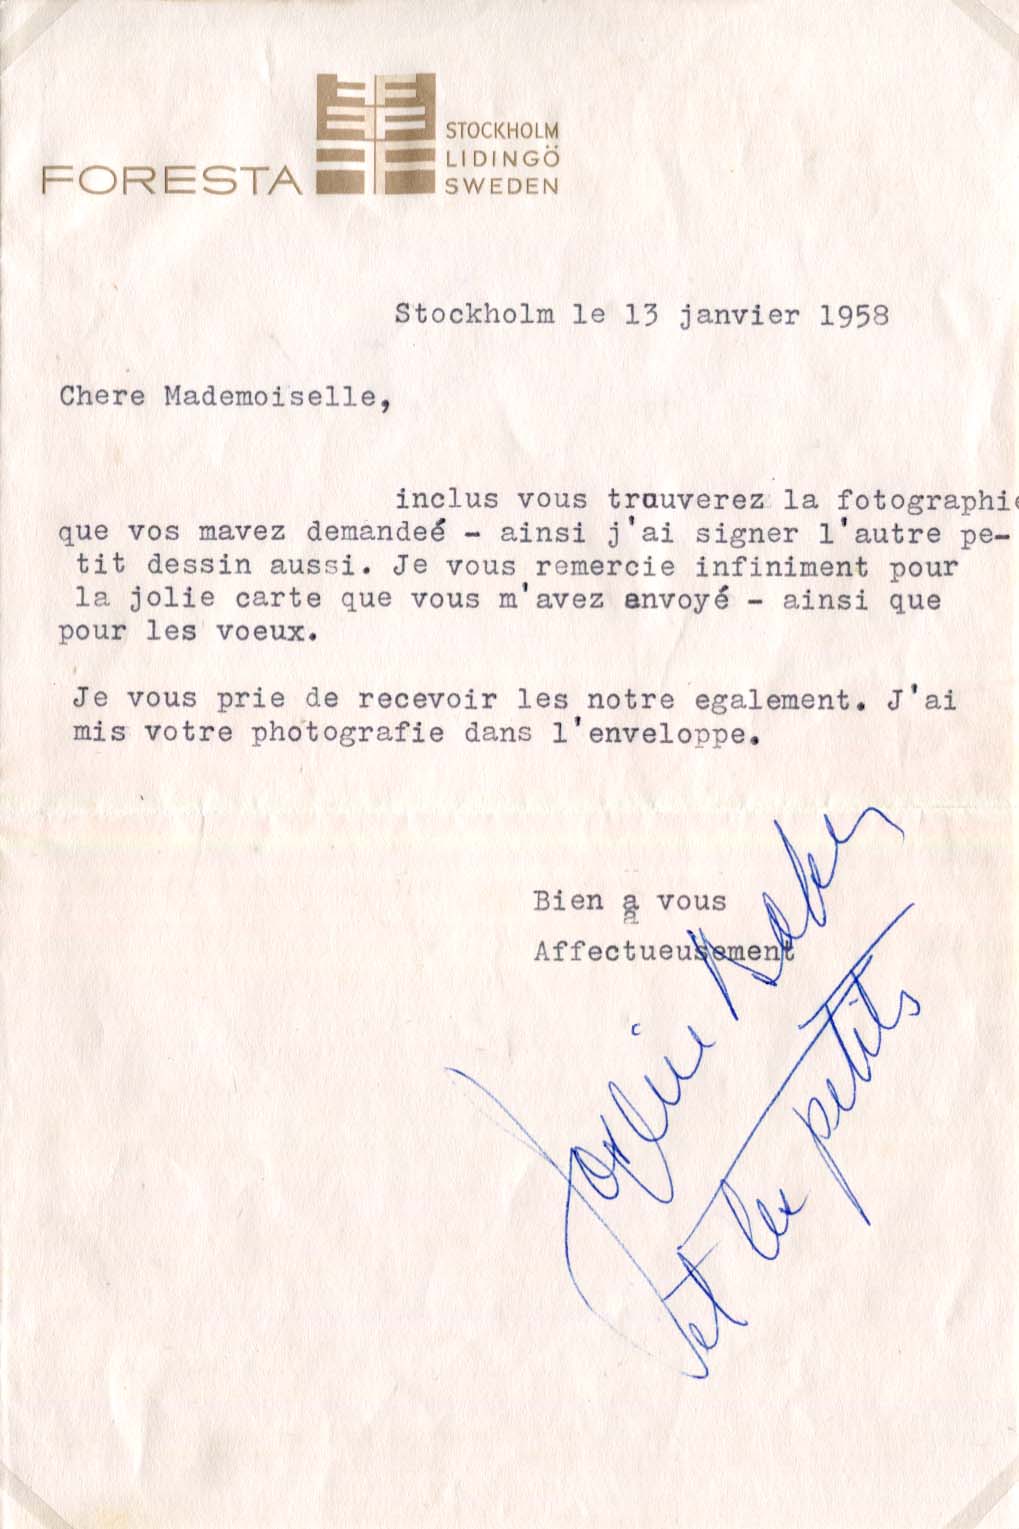 FORESTA
STOCKHOLM
LIDINGÖ
SWEDEN
Stockholm le 13 janvier 1958
Chere Mademoiselle,
inclus vous trouverez la fotographie
que vos mavez demandeé - ainsi j'ai signer l'autre pe-
tit dessin aussi. Je vous remercie infiniment pour
la jolie carte que vous m'avez envoyé - ainsi que
pour les voeux.
Je vous prie de recevoir les notre egalement. J'ai
mis votre photografie dans l'enveloppe.
Bien a vous
Affectueusement
Josephine Baker
et les petits